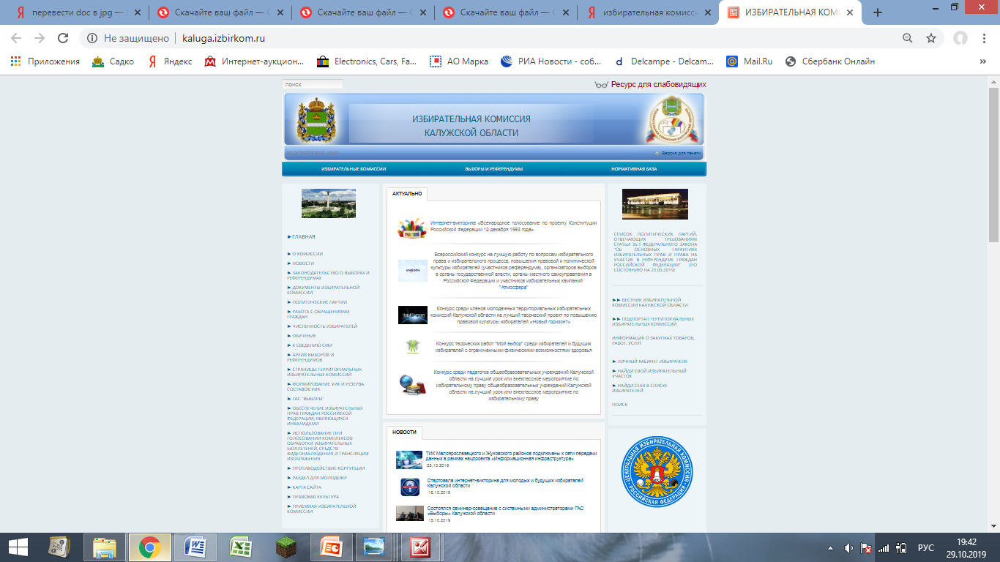 перевести doc в jpg —
Скачайте ваш файл — C
Скачайте ваш файл — C
Скачайте ваш файл — C
избирательная комисси
ИЗБИРАТЕЛЬНАЯ КОМИ
Не защищено
kaluga.izbirkom.ru
Приложения
Садко
Яндекс
Интернет-аукцион...
Electronics, Cars, Fa...
АО Марка
РИА Новости - соб...
Delcampe - Delcam...
Mail.Ru
Сбербанк Онлайн
поиск
Ресурс для слабовидящих
ИЗБИРАТЕЛЬНАЯ КОМИССИЯ
КАЛУЖСКОЙ ОБЛАСТИ
Версия для печати
ИЗБИРАТЕЛЬНЫЕ КОМИССИИ
ВЫБОРЫ И РЕФЕРЕНДУМЫ
НОРМАТИВНАЯ БАЗА
ГЛАВНАЯ
О КОМИССИИ
НОВОСТИ
ЗАКОНОДАТЕЛЬСТВО О ВЫБОРАХ И
РЕФЕРЕНДУМАХ
ДОКУМЕНТЫ ИЗБИРАТЕЛЬНОЙ
КОМИССИИ
ПОЛИТИЧЕСКИЕ ПАРТИИ
РАБОТА С ОБРАЩЕНИЯМИ
ГРАЖДАН
ЧИСЛЕННОСТЬ ИЗБИРАТЕЛЕЙ
ОБУЧЕНИЕ
К СВЕДЕНИЮ СМИ
АРХИВ ВЫБОРОВ И
РЕФЕРЕНДУМОВ
СТРАНИЦЫ ТЕРРИТОРИАЛЬНЫХ
ИЗБИРАТЕЛЬНЫХ КОМИССИЙ
ФОРМИРОВАНИЕ УИК И РЕЗЕРВА
СОСТАВОВ УИК
ГАС "ВЫБОРЫ"
ОБЕСПЕЧЕНИЕ ИЗБИРАТЕЛЬНЫХ
ПРАВ ГРАЖДАН РОССИЙСКОЙ
ФЕДЕРАЦИИ, ЯВЛЯЮЩИХСЯ
ИНВАЛИДАМИ
ИСПОЛЬЗОВАНИЕ ПРИ
ГОЛОСОВАНИИ КОМПЛЕКСОВ
ОБРАБОТКИ ИЗБИРАТЕЛЬНЫХ
БЮЛЛЕТЕНЕЙ, СРЕДСТВ
ВИДЕОНАБЛЮДЕНИЯ И ТРАНСЛЯЦИИ
ИЗОБРАЖЕНИЯ
ПРОТИВОДЕЙСТВИЕ КОРРУПЦИИ
РАЗДЕЛ ДЛЯ МОЛОДЕЖИ
КАРТА САЙТА
ПРАВОВАЯ КУЛЬТУРА
ПРИЕМНАЯ ИЗБИРАТЕЛЬНОЙ
КОМИССИИ
АКТУАЛЬНО
Интернет-викторина «Всенародное голосование по проекту Конституции
Российской Федерации 12 декабря 1993 года»
Всероссийский конкурс на лучшую работу по вопросам избирательного
права и избирательного процесса, повышения правовой и политической
культуры избирателей (участников референдума), организаторов выборов
в органы государственной власти, органы местного самоуправления в
Российской Федерации и участников избирательных кампаний
"Атмосфера"
Конкурс среди членов молодежных территориальных избирательных
комиссий Калужской области на лучший творческий проект по повышению
правовой культуры избирателей «Новый горизонт»
Конкурс творческих работ "Мой выбор" среди избирателей и будущих
избирателей с ограниченными физическими возможностями здоровья
Конкурс среди педагогов общеобразовательных учреждений Калужской
области на лучший урок или внеклассное мероприятие по
избирательному праву общеобразовательных учреждений Калужской
области на лучший урок или внеклассное мероприятие по
избирательному праву
НОВОСТИ
ТИК Малоярославецкого и Жуковского районов подключены к сети передачи
данных в рамках нацпроекта «Информационная инфраструктура»
25.10.2019
Стартовала интернет-викторина для молодых и будущих избирателей
Калужской области
15.10.2019
Состоялся семинар-совещание с системными администраторами ГАС
«Выборы» Калужской области
15.10.2019
СПИСОК ПОЛИТИЧЕСКИХ ПАРТИЙ,
ОТВЕЧАЮЩИХ ТРЕБОВАНИЯМ
СТАТЬИ 35.1 ФЕДЕРАЛЬНОГО ЗАКОНА
"ОБ ОСНОВНЫХ ГАРАНТИЯХ
ИЗБИРАТЕЛЬНЫХ ПРАВ И ПРАВА НА
УЧАСТИЕ В РЕФЕРЕНДУМЕ ГРАЖДАН
РОССИЙСКОЙ ФЕДЕРАЦИИ" (ПО
СОСТОЯНИЮ НА 23.09.2019)
ВЕСТНИК ИЗБИРАТЕЛЬНОЙ
КОМИССИИ КАЛУЖСКОЙ ОБЛАСТИ
ПОДПОРТАЛ ТЕРРИТОРИАЛЬНЫХ
ИЗБИРАТЕЛЬНЫХ КОМИССИЙ
ИНФОРМАЦИЯ О ЗАКУПКАХ ТОВАРОВ,
РАБОТ, УСЛУГ
ЛИЧНЫЙ КАБИНЕТ ИЗБИРАТЕЛЯ
НАЙДИ СВОЙ ИЗБИРАТЕЛЬНЫЙ
УЧАСТОК
НАЙДИ СЕБЯ В СПИСКЕ
ИЗБИРАТЕЛЕЙ
ПОИСК
ЦЕНТРАЛЬНАЯ ИЗБИРАТЕЛЬНАЯ КОМИССИЯ
РОССИЙСКАЯ ФЕДЕРАЦИЯ
РУС
19:42
29.10.2019